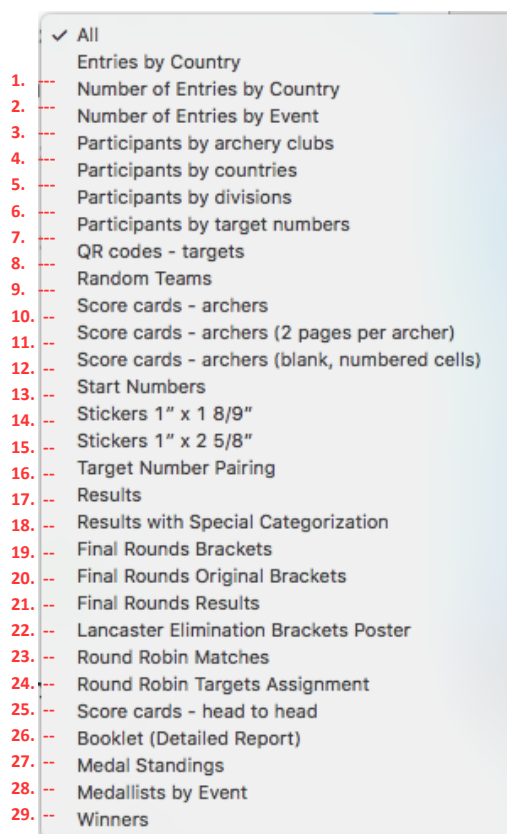 ✓ All
Entries by Country
1. --- Number of Entries by Country
2. -- Number of Entries by Event
3. --- Participants by archery clubs
4. --- Participants by countries
5. --- Participants by divisions
6. --- Participants by target numbers
7. --- QR codes - targets
8. --- Random Teams
9. --- Score cards - archers
10. -- Score cards - archers (2 pages per archer)
11. -- Score cards - archers (blank, numbered cells)
12. -- Start Numbers
13. -- Stickers 1” x 1 8/9”
14. -- Stickers 1” x 2 5/8”
15. -- Target Number Pairing
16. -- Results
17. -- Results with Special Categorization
18. -- Final Rounds Brackets
19. -- Final Rounds Original Brackets
20. -- Final Rounds Results
21. -- Lancaster Elimination Brackets Poster
22. -- Round Robin Matches
23. -- Round Robin Targets Assignment
24. -- Score cards - head to head
25. -- Booklet (Detailed Report)
26. -- Medal Standings
27. -- Medallists by Event
28. -- Winners
29. --